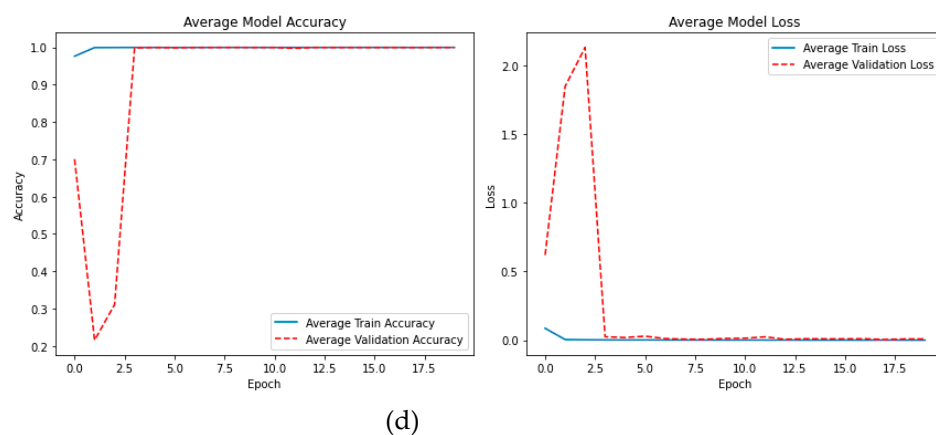 Average Model Accuracy
1.0
0.9
0.8
0.7
0.6
0.5
0.4
0.3
0.2
Accuracy
Average Train Accuracy
Average Validation Accuracy
0.0 2.5 5.0 7.5 10.0 12.5 15.0 17.5
Epoch
Average Model Loss
Average Train Loss
Average Validation Loss
2.0
1.5
1.0
0.5
0.0
Loss
0.0 2.5 5.0 7.5 10.0 12.5 15.0 17.5
Epoch
(d)